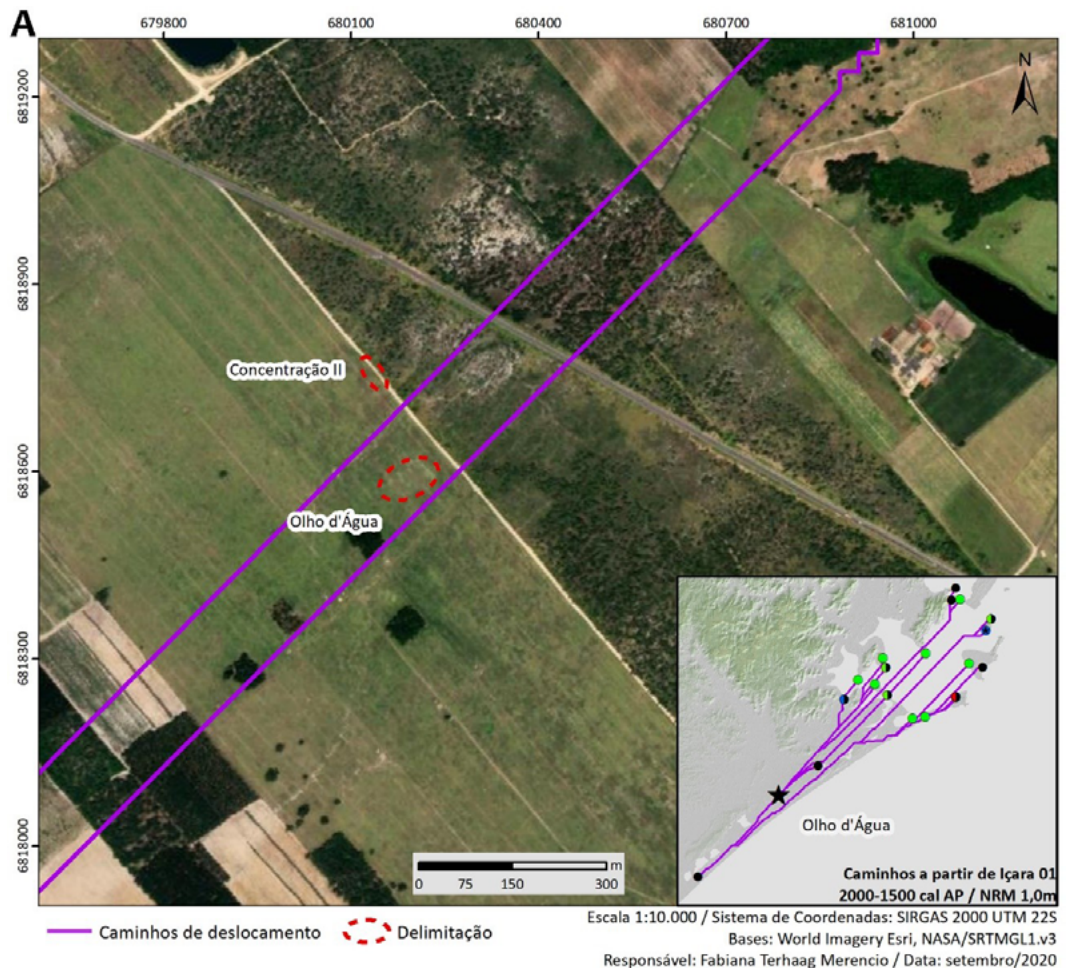 A
679800 680100 680400 680700 681000
6819200
N
6818900
Concentração II
6818600
Olho d'Água
6818300
6818000
Olho d'Água
m
0 75 150 300
Caminhos a partir de Içara 01
2000-1500 cal AP / NRM 1,0m
Caminhos de deslocamento Delimitação
Escala 1:10.000 / Sistema de Coordenadas: SIRGAS 2000 UTM 22S
Bases: World Imagery Esri, NASA/SRTMGL1.v3
Responsável: Fabiana Terhaag Merencio / Data: setembro/2020